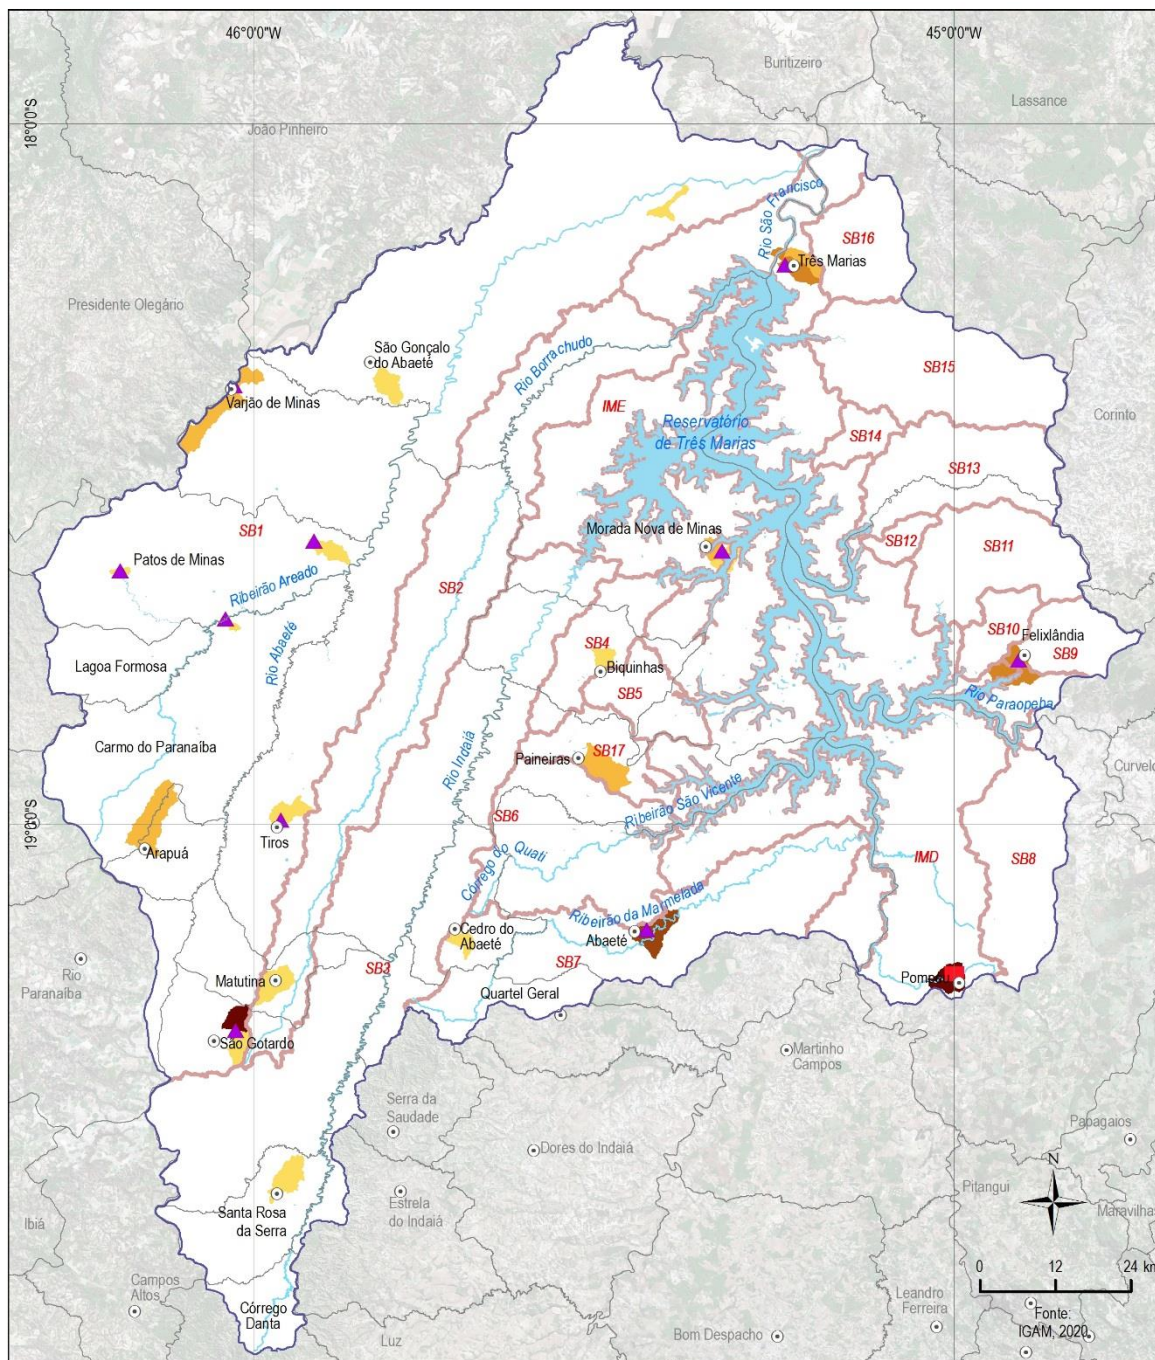 46°0'0"W
45°0'0"W
Buritizeiro
Lassance
18°0'0"S
João Pinheiro
Rio São Francisco
SB16
Três Marias
Presidente Olegário
São Gonçalo
do Abaeté
Rio Borrachudo
SB15
Varjão de Minas
IME
Corinto
Reservatório
de Três Marias
SB14
SB13
SB1
Morada Nova de Minas
SB12
SB11
Patos de Minas
Ribeirão Areado
SB2
Rio Abaeté
SB4
SB10
Felixlândia
Lagoa Formosa
Biquinhas
SB9
SB5
Rio Paraopeba
Carmo do Paranaíba
Rio Indaiá
Paineiras
SB17
Curvelo
Ribeirão São Vicente
SB6
19°0'0"S
Tiros
Arapuá
Córrego do Quati
IMD
SB8
Ribeirão da Marmelada
Cedro do
Abaeté
Abaeté
Rio
Paranaíba
SB3
SB7
Matutina
Quartel Geral
Pompéu
São Gotardo
Martinho
Campos
Serra da
Saudade
Papagaios
Dores do Indaiá
N
Pitangui
Estrela
do Indaiá
Maravilhas
Santa Rosa
da Serra
Ibiá
0 12 24 km
Campos
Altos
Córrego
Danta
Leandro
Ferreira
Fonte:
IGAM, 2020
Luz
Bom Despacho